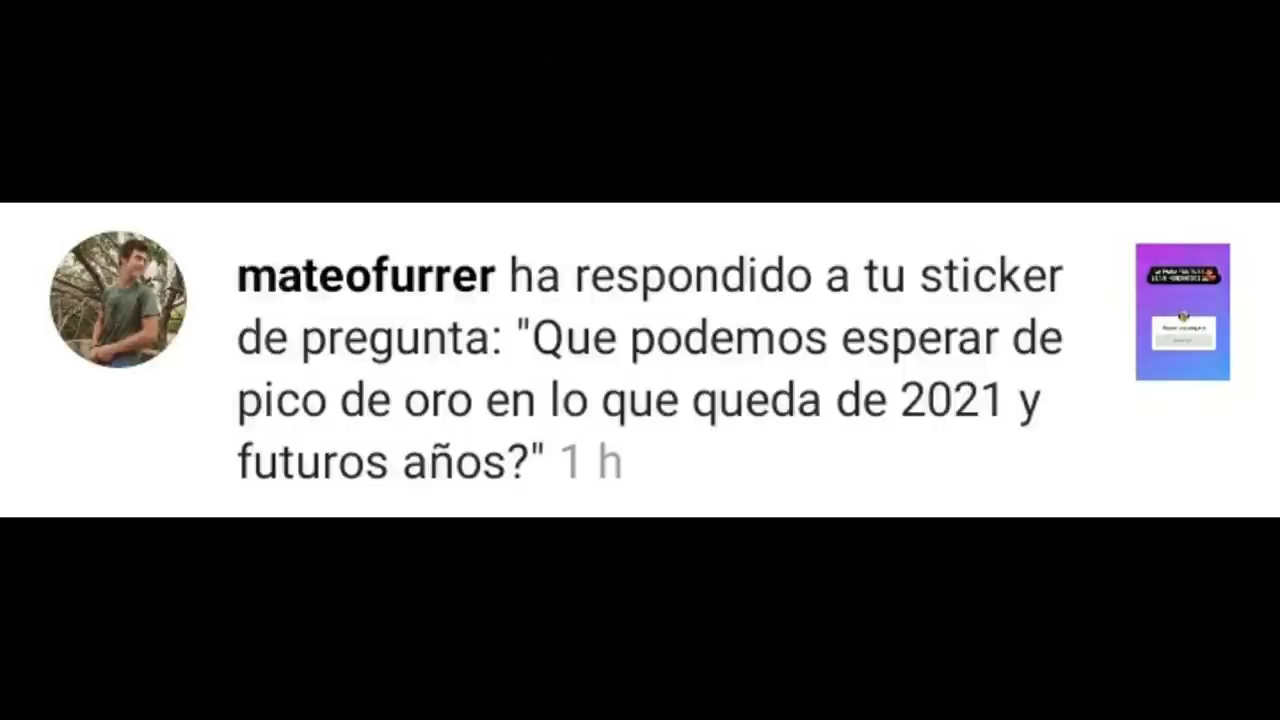 mateofurrer ha respondido a tu sticker
de pregunta: "Que podemos esperar de
pico de oro en lo que queda de 2021 y
futuros años?" 1 h